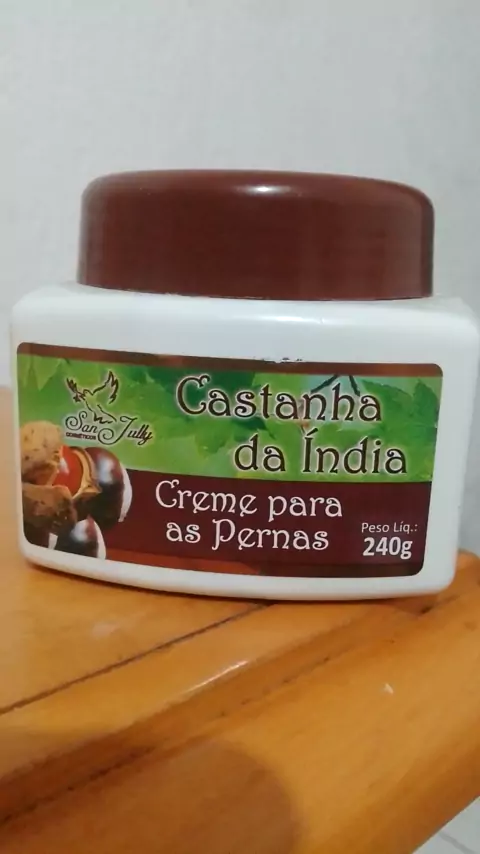 San Jully
COSMÉTICOS
Castanha
da Índia
Creme para
as Pernas
Peso Líq.:
240g